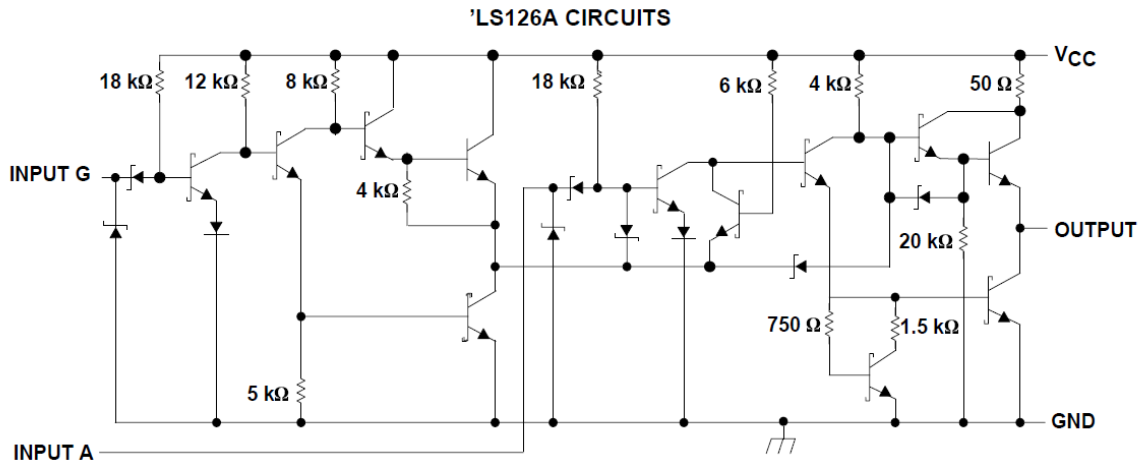 'LS126A CIRCUITS
VCC
18 kΩ
12 kΩ
8 kΩ
18 kΩ
6 kΩ
4 kΩ
50 Ω
INPUT G
4 kΩ
OUTPUT
20 kΩ
750 Ω
1.5 kΩ
5 kΩ
GND
INPUT A